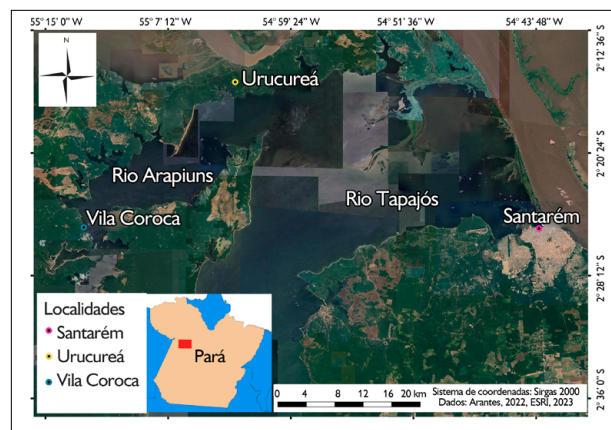 55° 15' 0" W 55° 7' 12" W 54° 59' 24" W 54° 51' 36" W 54° 43' 48" W
N
2° 12' 36" S
2° 20' 24" S
2° 28' 12" S
2° 36' 0" S
Urucureá
Rio Arapiuns
Rio Tapajós
Vila Coroca
Santarém
Localidades
Santarém
Urucureá
Vila Coroca
Pará
0 4 8 12 16 20 km
Sistema de coordenadas: Sirgas 2000
Dados: Arantes, 2022, ESRI, 2023